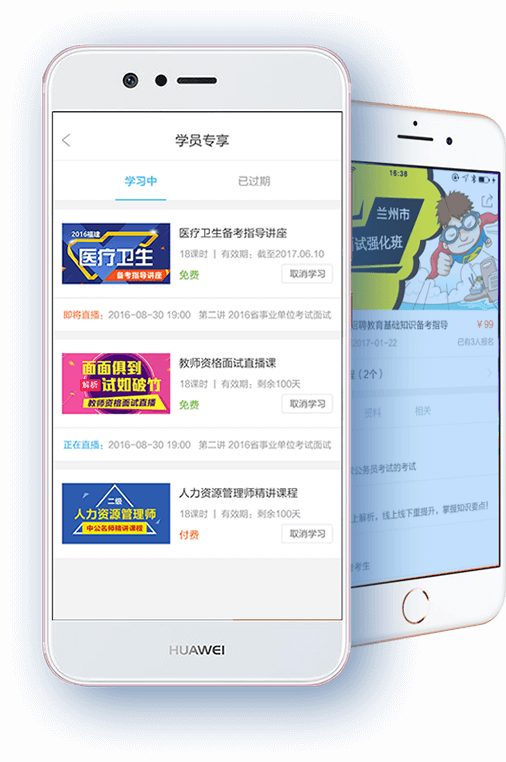 学员专享
学习中
已过期
2016福建
医疗卫生
备考指导讲座
医疗卫生备考指导讲座
18课时 | 有效期：截至2017.06.10
免费
取消学习
即将直播：2016-08-30 19:00 第二讲 2016省事业单位考试面试
面面俱到
解析
试如破竹
教师资格面试直播
教师资格面试直播课
18课时 | 有效期：剩余100天
免费
取消学习
正在直播：2016-08-30 19:00 第二讲 2016省事业单位考试面试
二级
人力资源管理师
中公名师精讲课程
人力资源管理师精讲课程
18课时 | 有效期：剩余100天
付费
取消学习
HUAWEI
16:38
兰州市
试强化班
招聘教育基础知识备考指导
¥99
2017-01-22
已有3人报名
程（2个）
资料
相关
公务员考试的考试
上解析，线上线下重提升，掌握知识要点！
考生